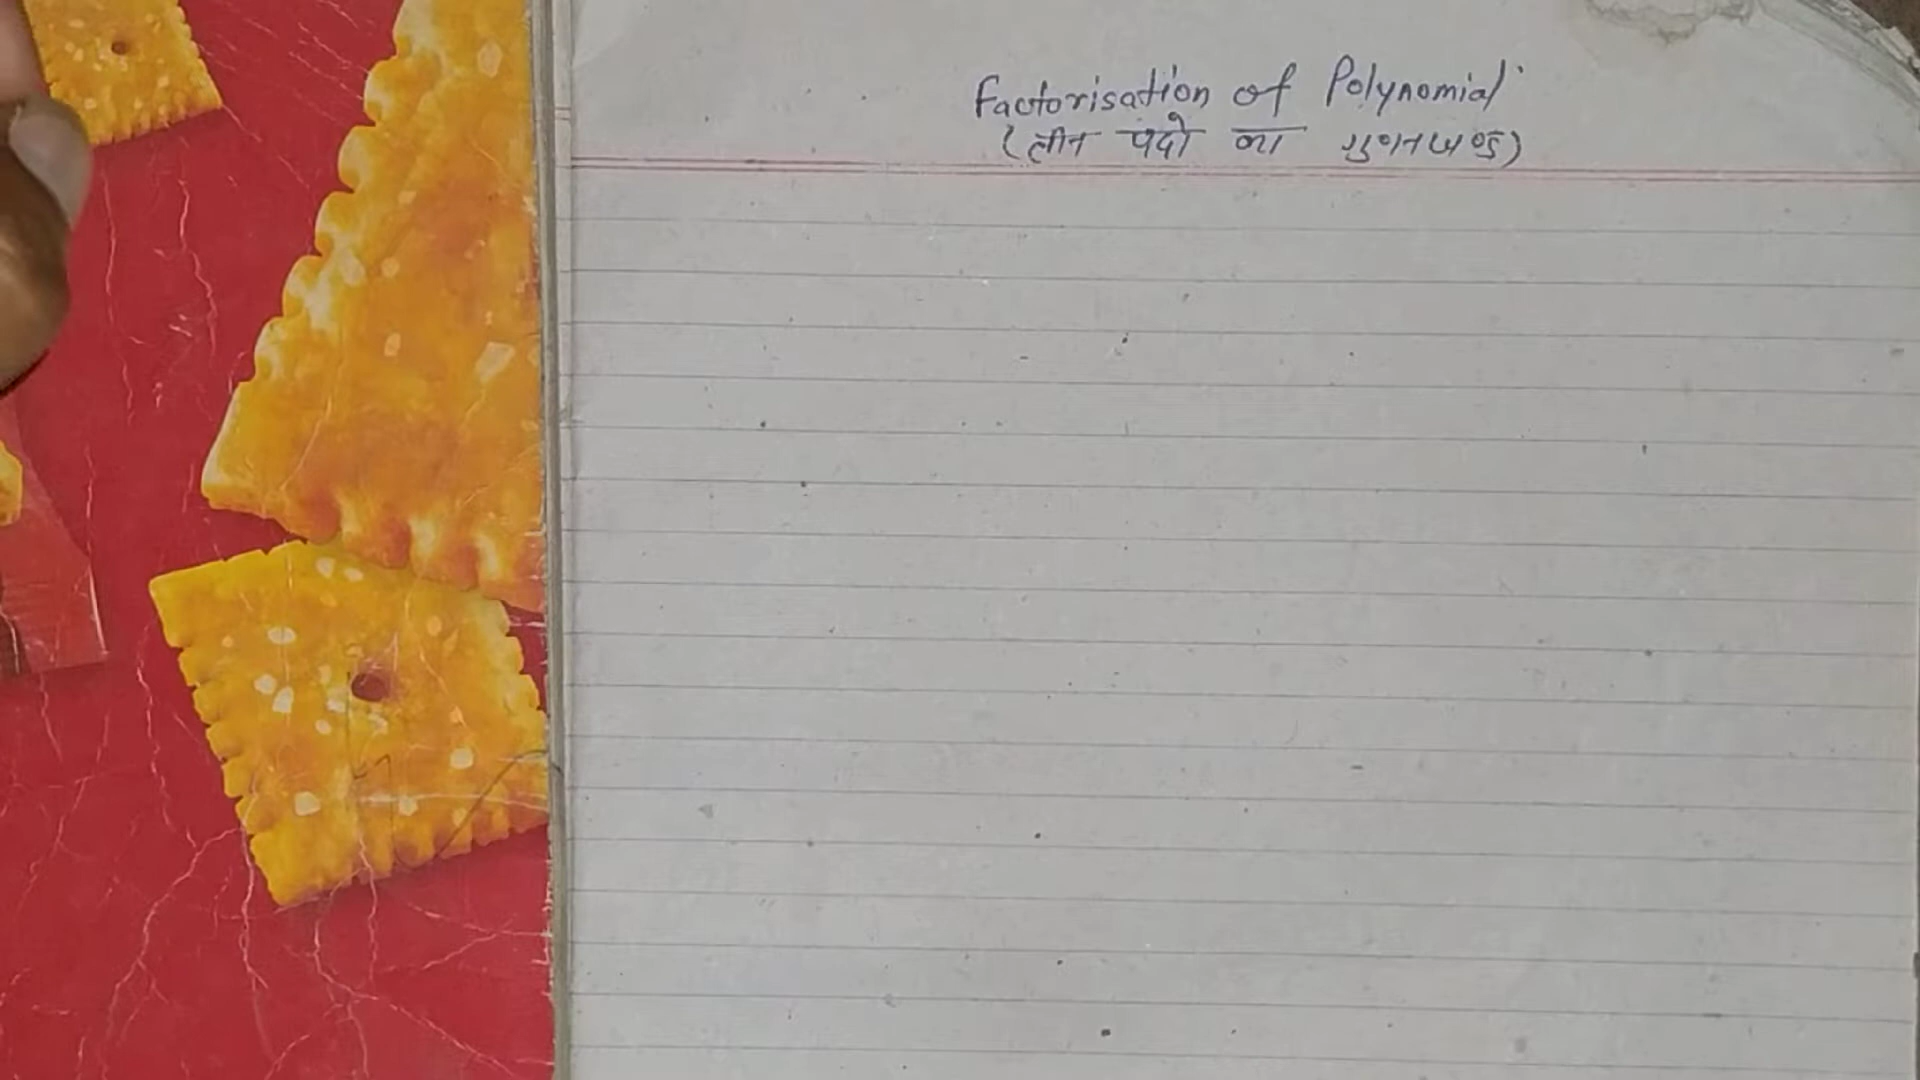 Factorisation of Polynomial
(तीन पदो का गुणनखण्ड)